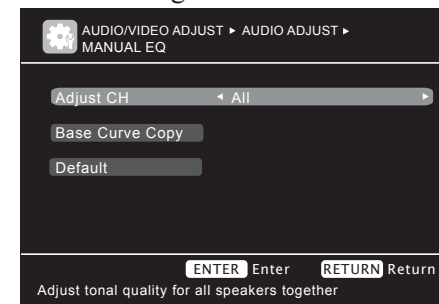 AUDIO/VIDEO ADJUST ▸ AUDIO ADJUST ▸
MANUAL EQ
Adjust CH ◂ All ▸
Base Curve Copy
Default
ENTER Enter RETURN Return
Adjust tonal quality for all speakers together